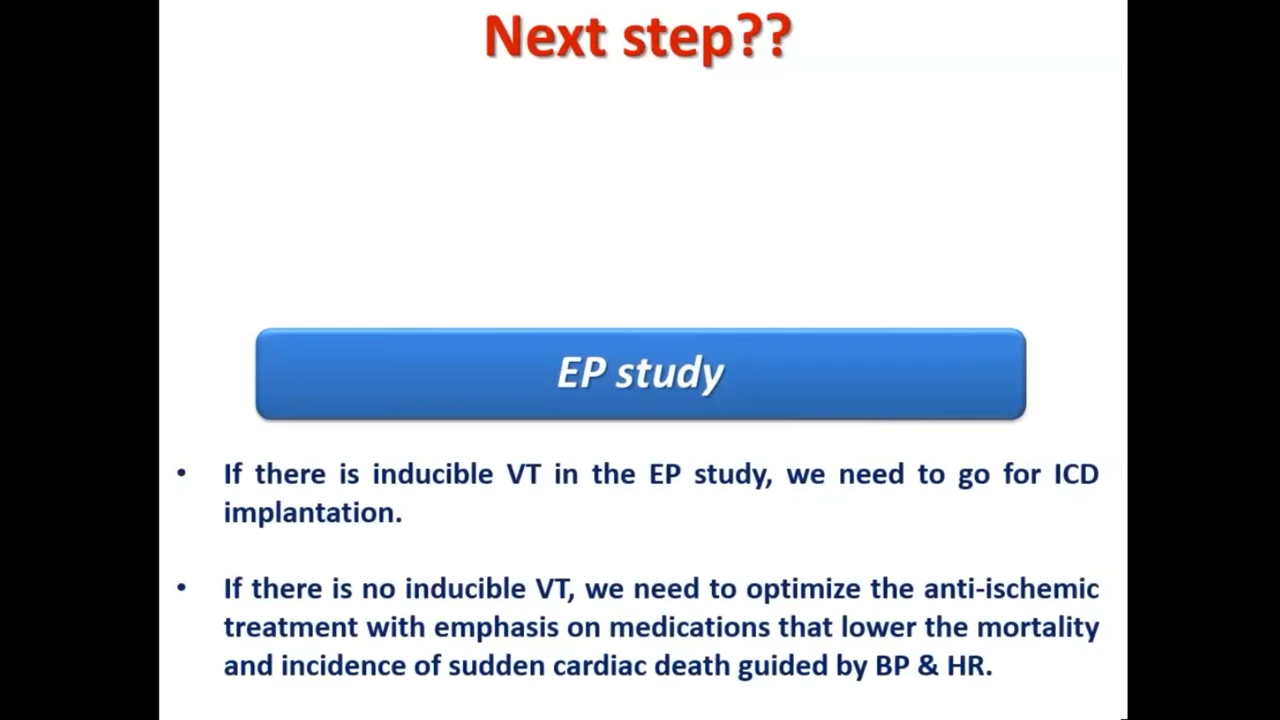 Next step??
EP study
• If there is inducible VT in the EP study, we need to go for ICD
implantation.
• If there is no inducible VT, we need to optimize the anti-ischemic
treatment with emphasis on medications that lower the mortality
and incidence of sudden cardiac death guided by BP & HR.